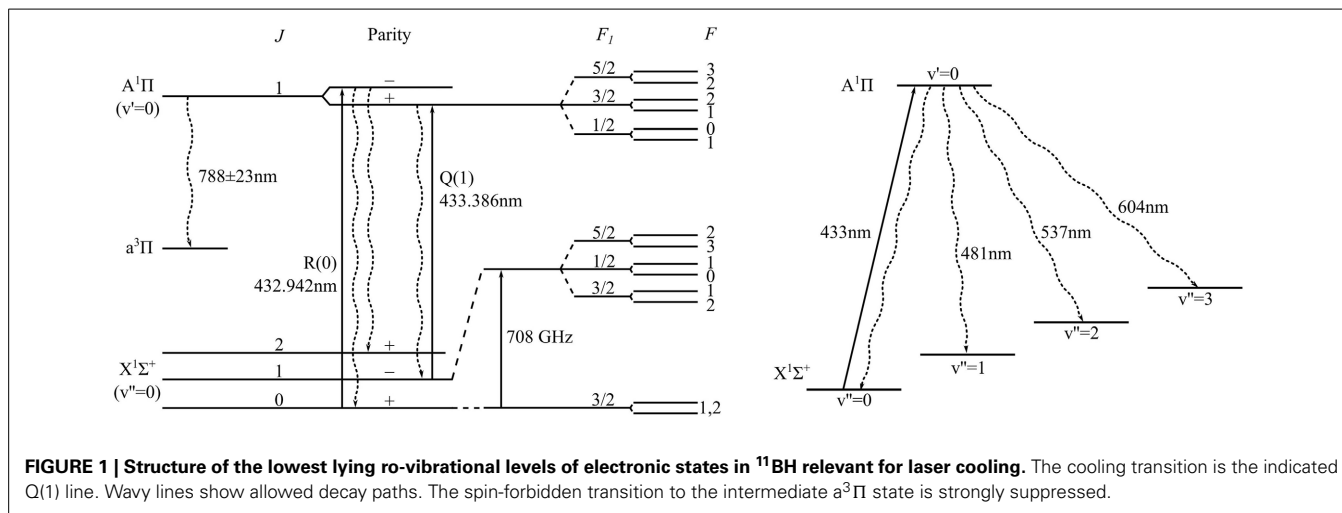 J Parity F₁ F
A¹Π
(v'=0)
1
−
+
5/2
3
2
3/2
2
1
1/2
0
1
788±23nm
a³Π
R(0)
432.942nm
Q(1)
433.386nm
5/2
2
3
1/2
1
0
3/2
1
2
708 GHz
2 +
X¹Σ⁺
(v''=0)
1 −
0 +
3/2
1,2
A¹Π
v'=0
433nm
481nm
537nm
604nm
v''=3
v''=2
v''=1
X¹Σ⁺
v''=0
FIGURE 1 | Structure of the lowest lying ro-vibrational levels of electronic states in ¹¹BH relevant for laser cooling. The cooling transition is the indicated
Q(1) line. Wavy lines show allowed decay paths. The spin-forbidden transition to the intermediate a³Π state is strongly suppressed.